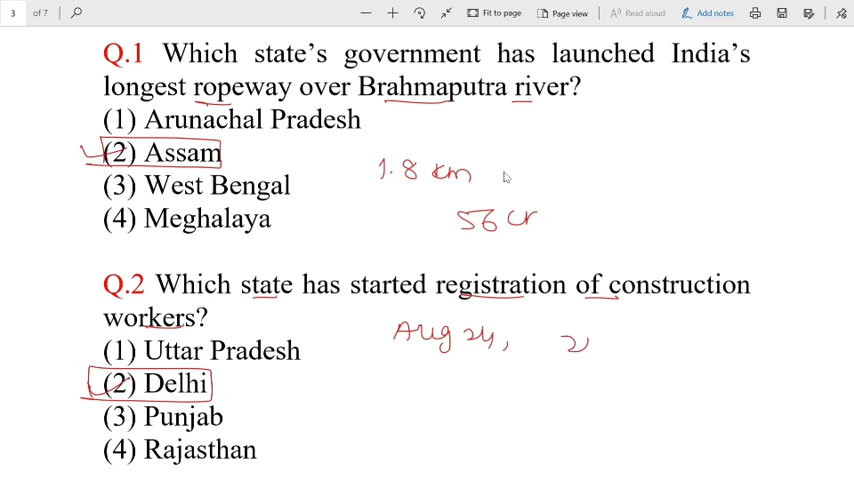 3 of 7 Fit to page Page view Read aloud Add notes
Q.1 Which state's government has launched India's
longest ropeway over Brahmaputra river?
(1) Arunachal Pradesh
(2) Assam
(3) West Bengal
(4) Meghalaya
1.8 km
56 cr
Q.2 Which state has started registration of construction
workers?
(1) Uttar Pradesh
(2) Delhi
(3) Punjab
(4) Rajasthan
Aug 24, 2